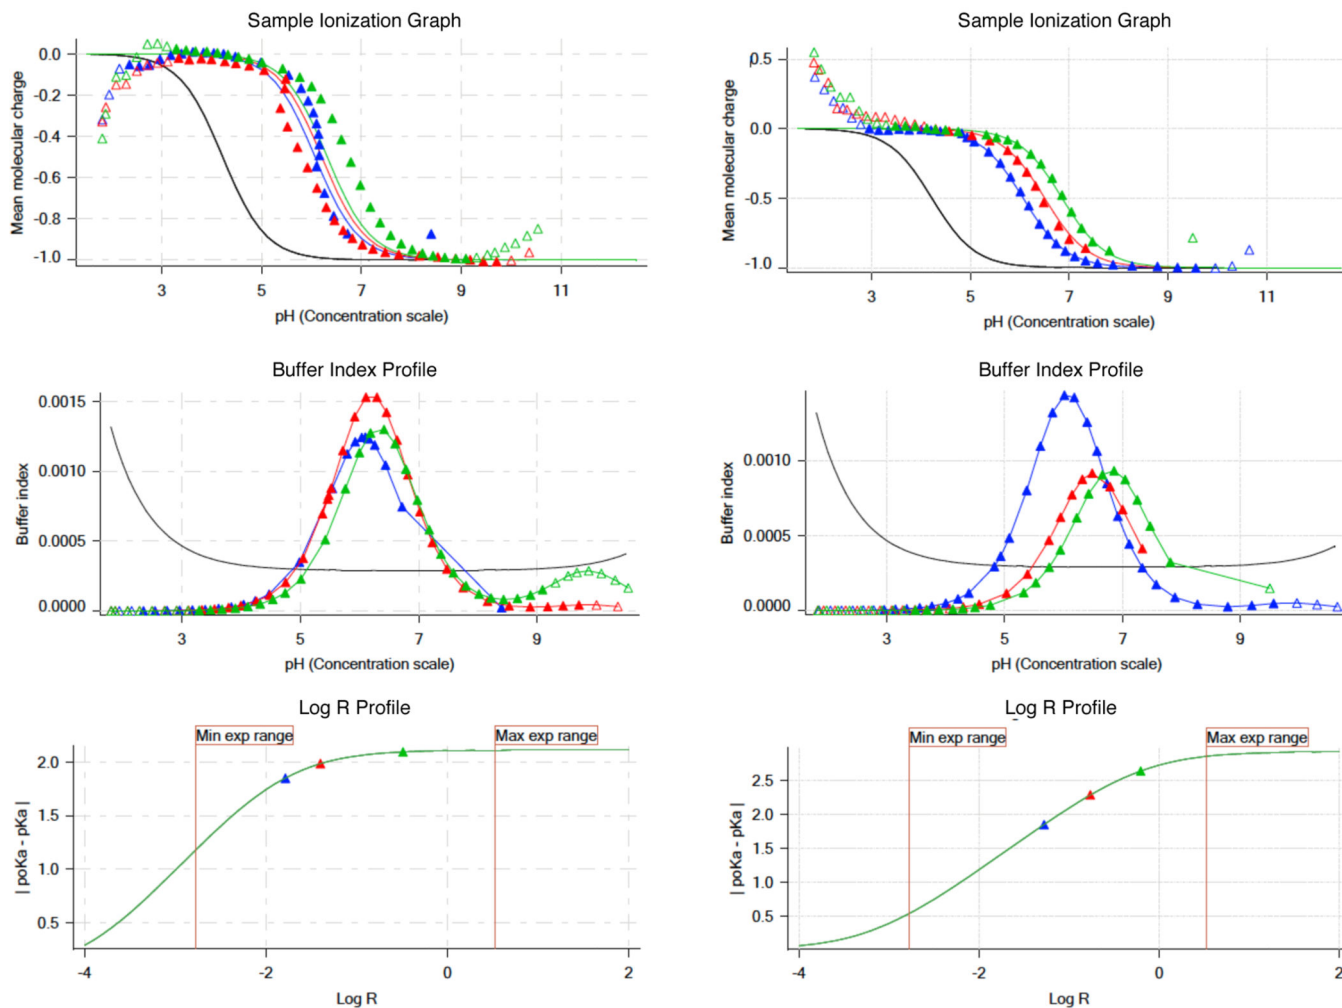 Sample Ionization Graph
0.0
-0.2
-0.4
-0.6
-0.8
-1.0
Mean molecular charge
3 5 7 9 11
pH (Concentration scale)
Sample Ionization Graph
0.5
0.0
-0.5
-1.0
Mean molecular charge
3 5 7 9 11
pH (Concentration scale)
Buffer Index Profile
0.0015
0.0010
0.0005
0.0000
Buffer index
3 5 7 9
pH (Concentration scale)
Buffer Index Profile
0.0010
0.0005
0.0000
Buffer index
3 5 7 9
pH (Concentration scale)
Log R Profile
Min exp range Max exp range
2.0
1.5
1.0
0.5
| poKa - pKa |
-4 -2 0 2
Log R
Log R Profile
Min exp range Max exp range
2.5
2.0
1.5
1.0
0.5
| poKa - pKa |
-4 -2 0 2
Log R